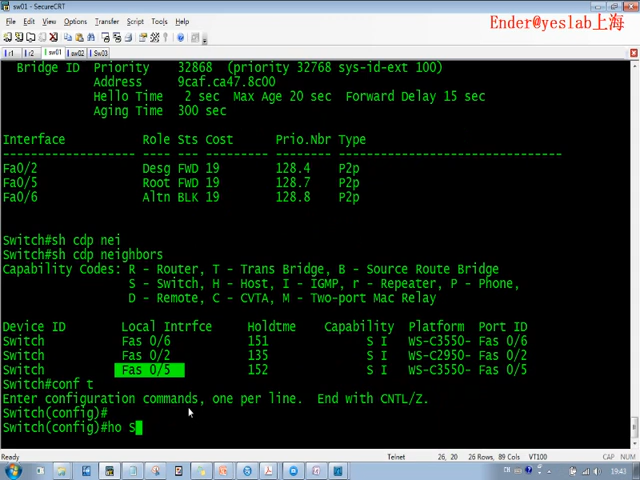 sw01 - SecureCRT
Ender@yeslab上海
File Edit View Options Transfer Script Tools Help
r1 r2 sw01 sw02 Sw03
Bridge ID Priority 32868 (priority 32768 sys-id-ext 100)
Address 9caf.ca47.8c00
Hello Time 2 sec Max Age 20 sec Forward Delay 15 sec
Aging Time 300 sec
Interface Role Sts Cost Prio.Nbr Type
------------------- ---- --- --------- -------- --------------------------------
Fa0/2 Desg FWD 19 128.4 P2p
Fa0/5 Root FWD 19 128.7 P2p
Fa0/6 Altn BLK 19 128.8 P2p
Switch#sh cdp nei
Switch#sh cdp neighbors
Capability Codes: R - Router, T - Trans Bridge, B - Source Route Bridge
S - Switch, H - Host, I - IGMP, r - Repeater, P - Phone,
D - Remote, C - CVTA, M - Two-port Mac Relay
Device ID Local Intrfce Holdtme Capability Platform Port ID
Switch Fas 0/6 151 S I WS-C3550- Fas 0/6
Switch Fas 0/2 135 S I WS-C2950- Fas 0/2
Switch Fas 0/5 152 S I WS-C3550- Fas 0/5
Switch#conf t
Enter configuration commands, one per line. End with CNTL/Z.
Switch(config)#
Switch(config)#ho S
Ready Telnet 26, 20 26 Rows, 89 Cols VT100 CAP NUM
CN 19:43